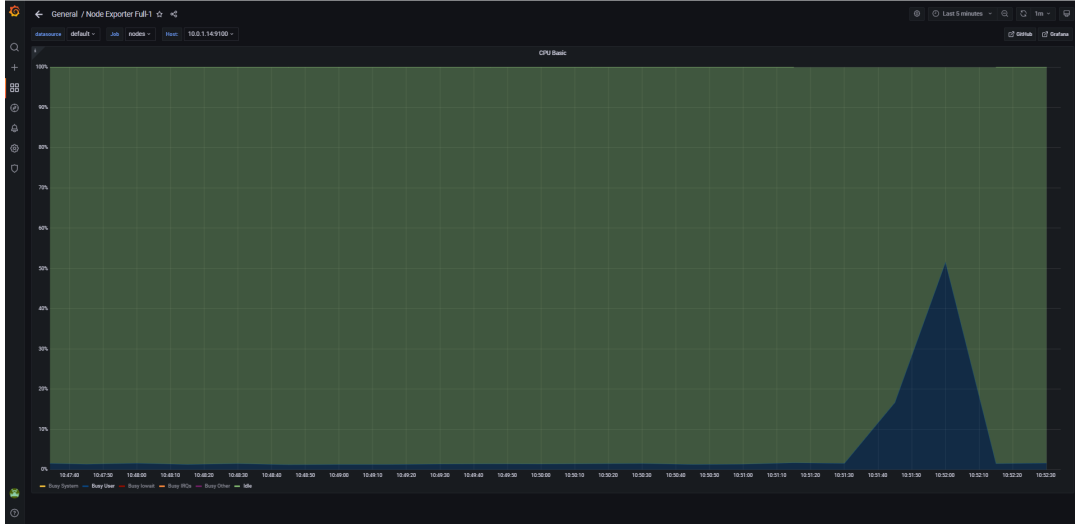 General / Node Exporter Full-1
Last 5 minutes
1m
datasource default Job nodes Host 10.0.1.14:9100
GitHub Grafana
CPU Basic
100%
90%
80%
70%
60%
50%
40%
30%
20%
10%
0%
10:47:40 10:47:50 10:48:00 10:48:10 10:48:20 10:48:30 10:48:40 10:48:50 10:49:00 10:49:10 10:49:20 10:49:30 10:49:40 10:49:50 10:50:00 10:50:10 10:50:20 10:50:30 10:50:40 10:50:50 10:51:00 10:51:10 10:51:20 10:51:30 10:51:40 10:51:50 10:52:00 10:52:10 10:52:20 10:52:30
Busy System Busy User Busy Iowait Busy IRQs Busy Other Idle